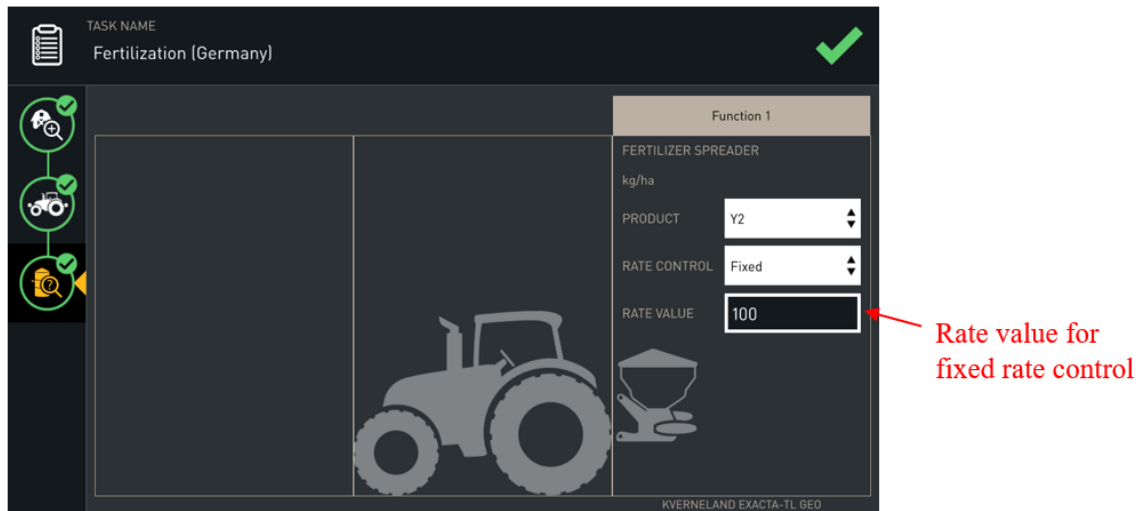 TASK NAME
Fertilization (Germany)
Function 1
FERTILIZER SPREADER
kg/ha
PRODUCT Y2
RATE CONTROL Fixed
RATE VALUE 100
Rate value for
fixed rate control
KVERNELAND EXACTA-TL GEO